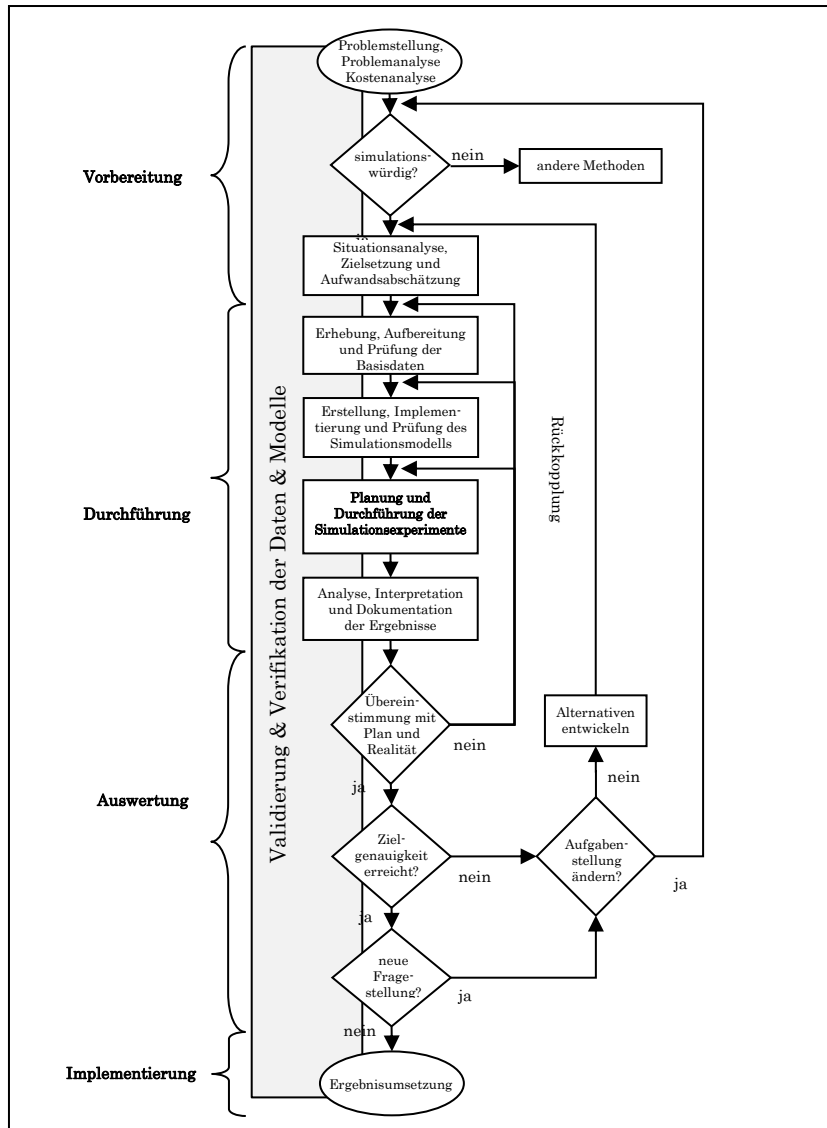 Problemstellung,
Problemanalyse
Kostenanalyse
simulations-
würdig?
nein
andere Methoden
Vorbereitung
ja
Situationsanalyse,
Zielsetzung und
Aufwandsabschätzung
Erhebung, Aufbereitung
und Prüfung der
Basisdaten
Erstellung, Implemen-
tierung und Prüfung des
Simulationsmodells
Rückkopplung
Validierung & Verifikation der Daten & Modelle
Durchführung
Planung und
Durchführung der
Simulationsexperimente
Analyse, Interpretation
und Dokumentation
der Ergebnisse
Überein-
stimmung mit
Plan und
Realität
nein
Alternativen
entwickeln
nein
ja
Auswertung
Ziel-
genauigkeit
erreicht?
nein
Aufgaben-
stellung
ändern?
ja
ja
neue
Frage-
stellung?
ja
nein
Implementierung
Ergebnisumsetzung